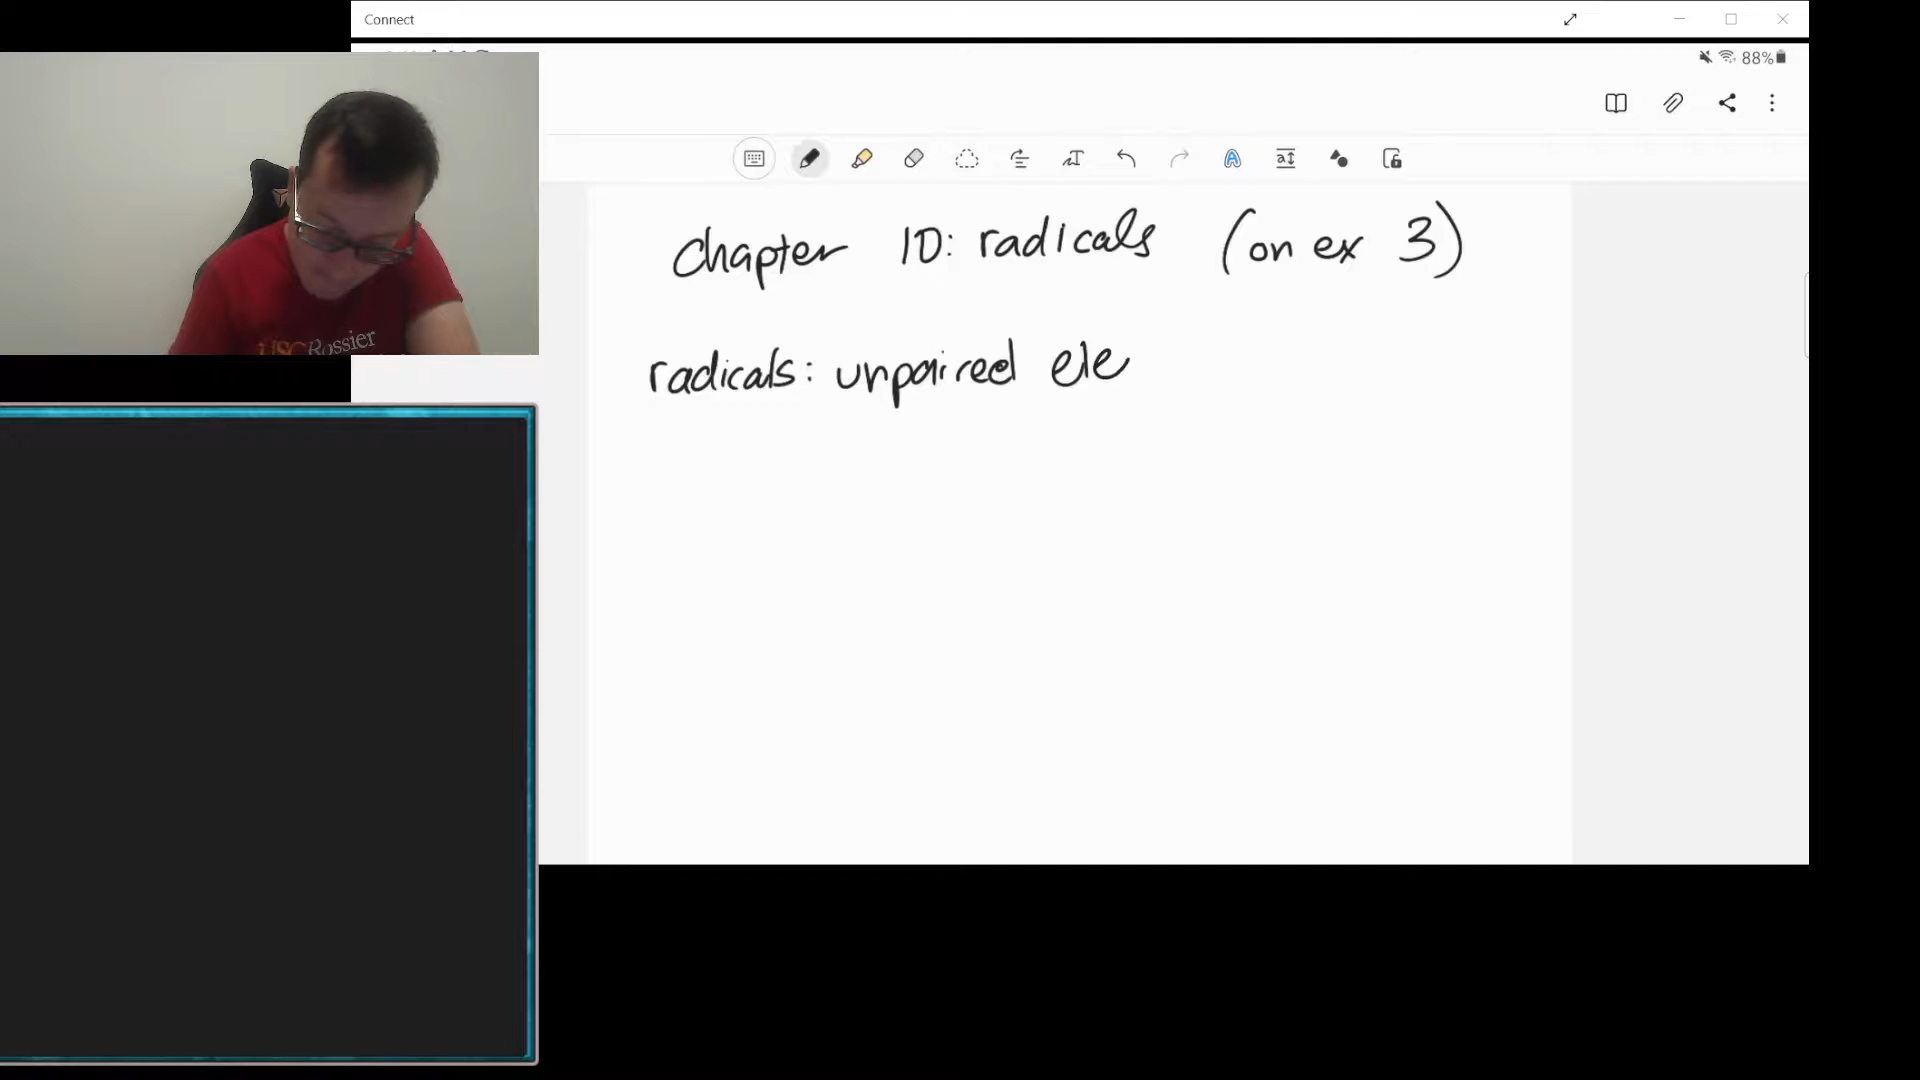 Connect
88%
chapter 10: radicals (on ex 3)
USC Rossier
radicals: unpaired ele